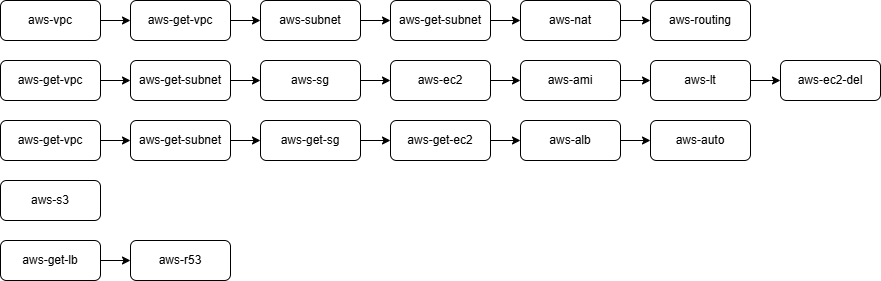 aws-vpc aws-get-vpc aws-subnet aws-get-subnet aws-nat aws-routing
aws-get-vpc aws-get-subnet aws-sg aws-ec2 aws-ami aws-lt aws-ec2-del
aws-get-vpc aws-get-subnet aws-get-sg aws-get-ec2 aws-alb aws-auto
aws-s3
aws-get-lb aws-r53